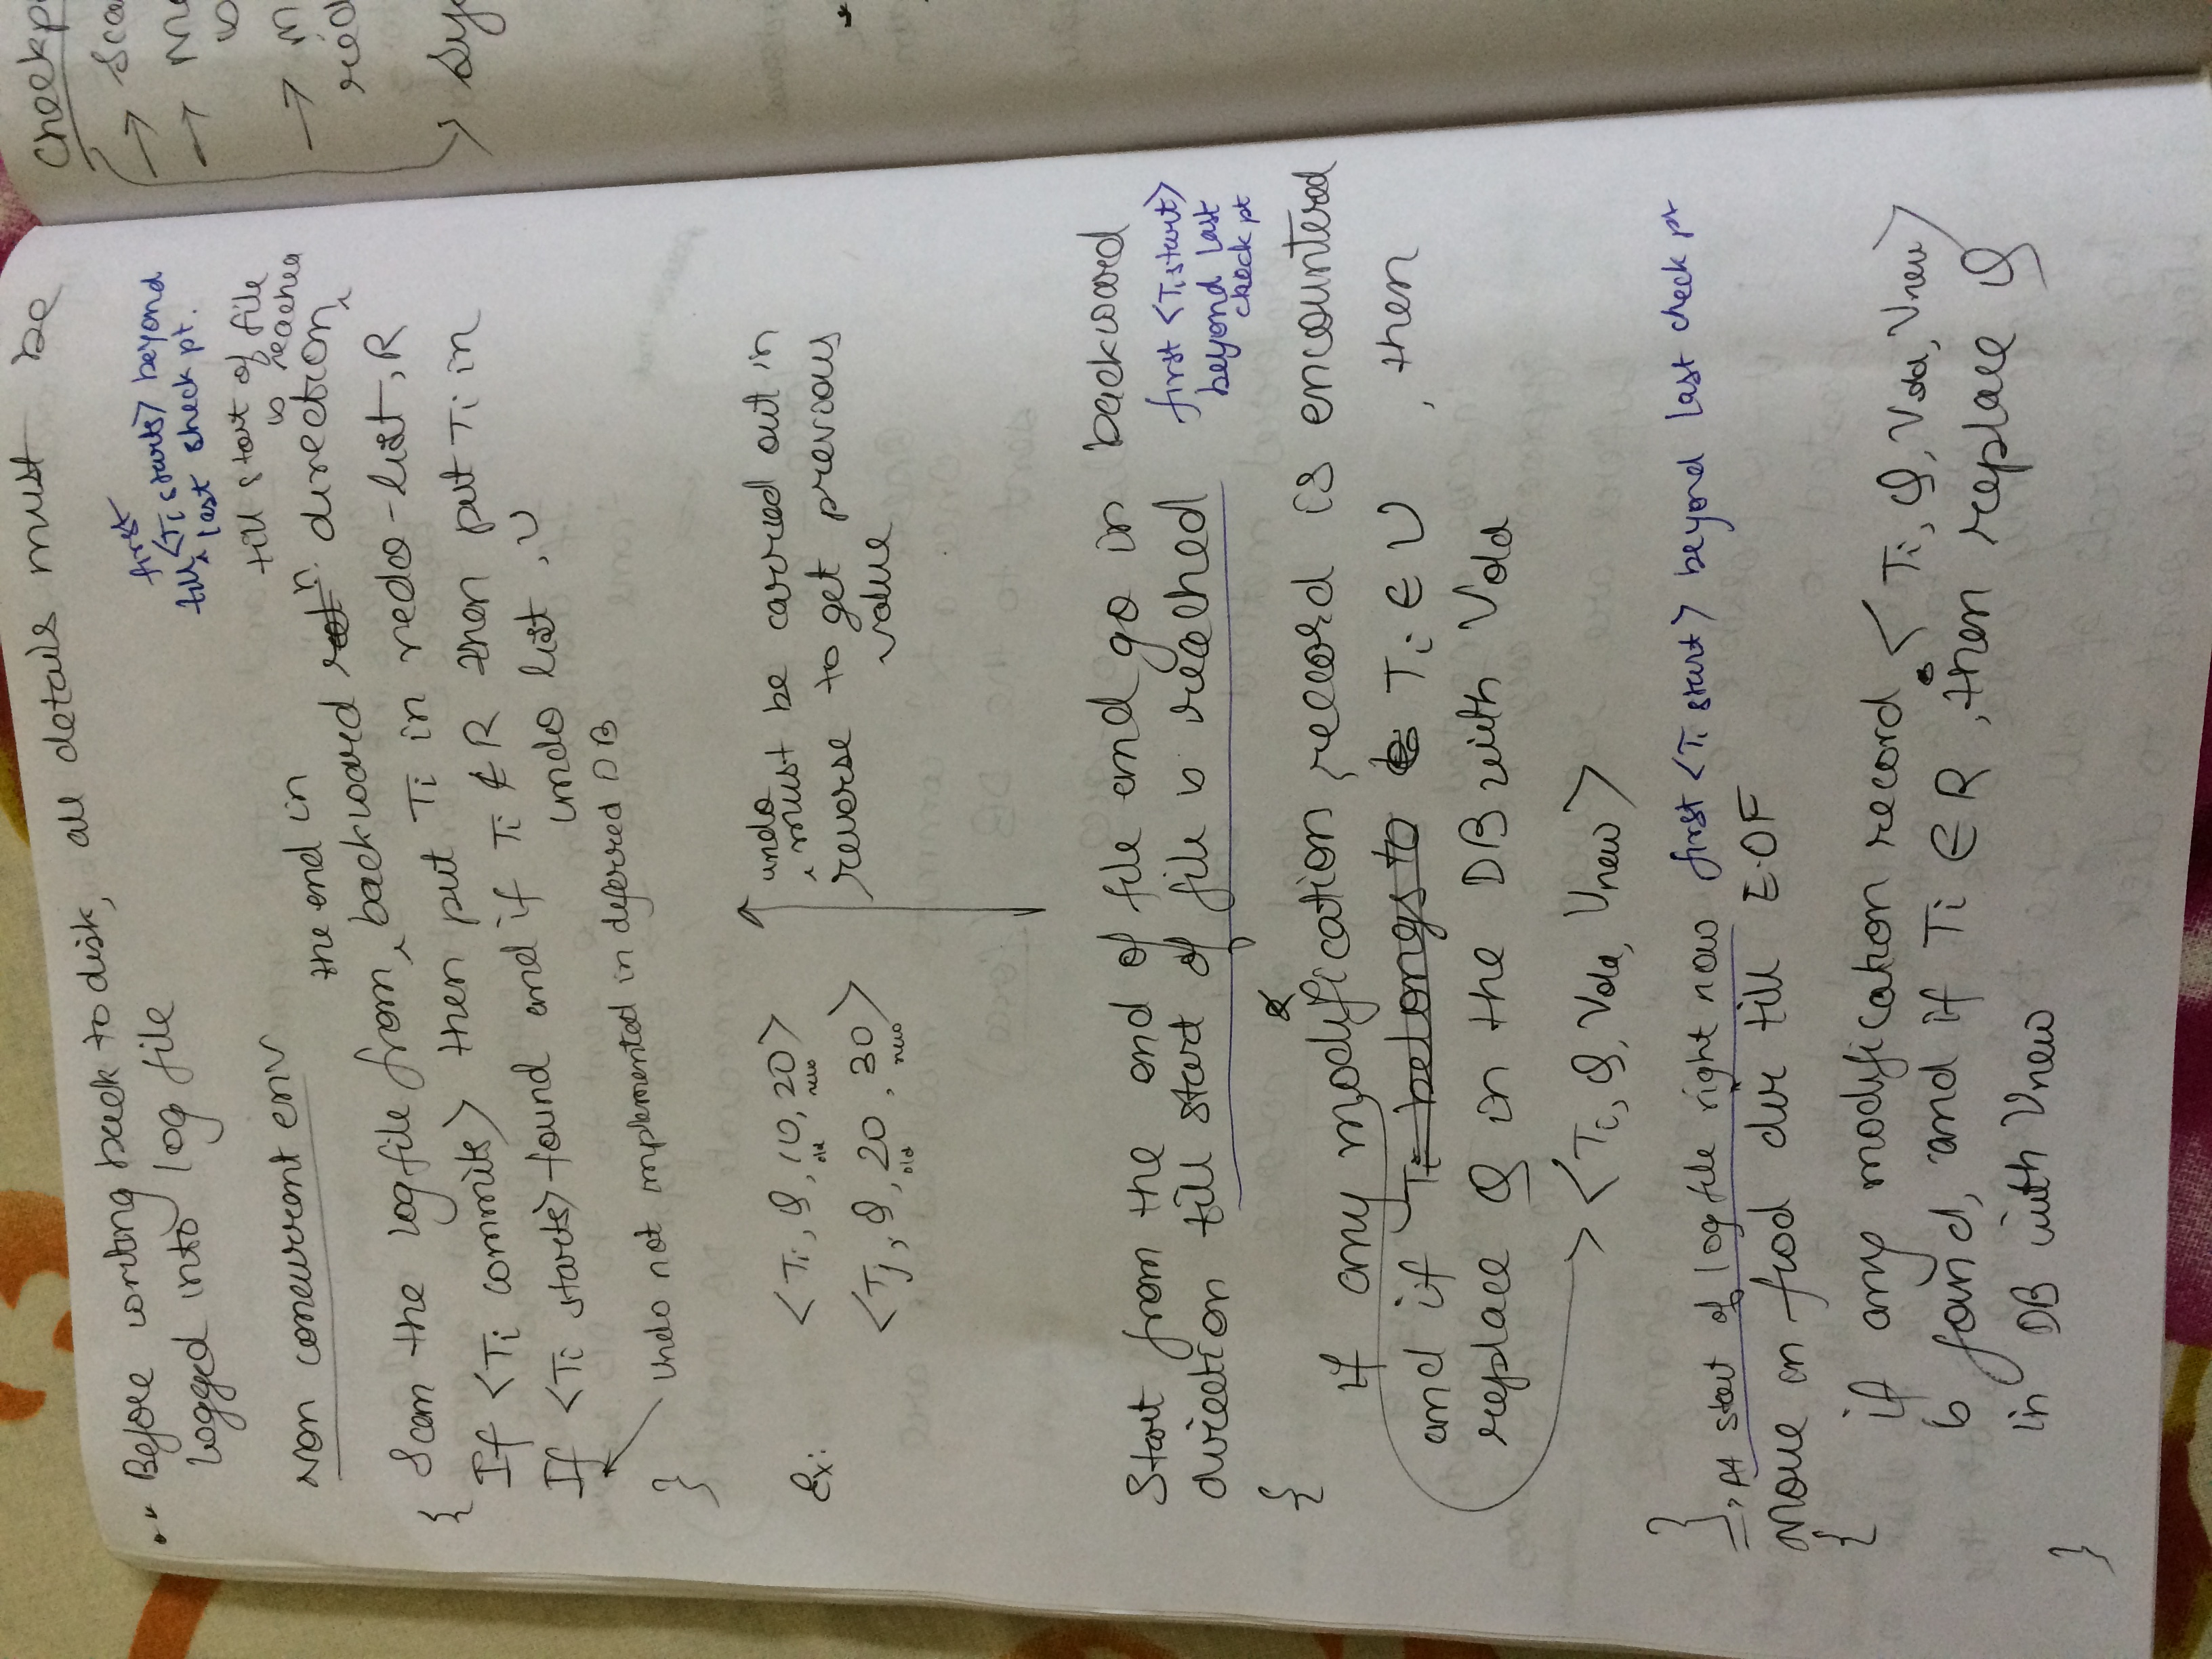 Before writing back to disk, all details must be
logged into log file
first
till <Ti starts> beyond
last check pt.
till start of file
is reached
Non concurrent env
the end in
Scan the log file from backward direction,
{
If <Ti commits> then put Ti in redo-list, R
If <Ti starts> found and if Ti ∉ R then put Ti in
undo list, U
Undo not implemented in deferred DB
}
Ex: <Ti, Q, 10, 20>
old new
<Tj, Q, 20, 30>
old new
undo
must be carried out in
reverse to get previous
value
Start from the end of file and go in backward
direction till start of file is reached
first <Ti start>
beyond last
check pt
{
if any modification record is encountered
and if Ti belongs to Ti ∈ U, then
replace Q in the DB with Vold
<Ti, Q, Vold, Vnew>
}
At start of log file right now first <Ti start> beyond last check pt
Move in fwd dir till E.OF
{
if any modification record <Ti, Q, Vold, Vnew>
is found, and if Ti ∈ R, then replace Q
in DB with Vnew
}
Checkp
→ Sca
→
→ M
red
Sy